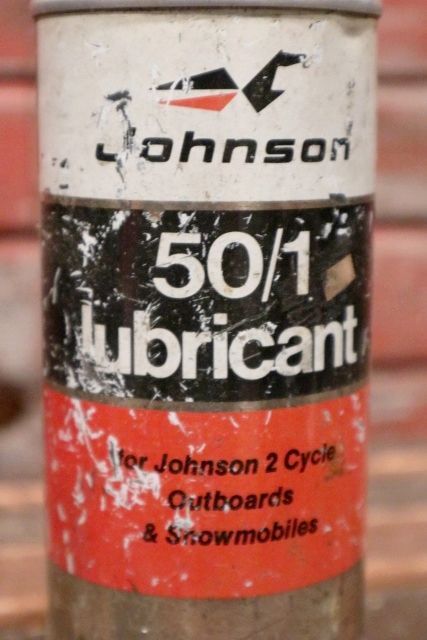 Johnson
50/1
lubricant
for Johnson 2 Cycle
Outboards
& Snowmobiles